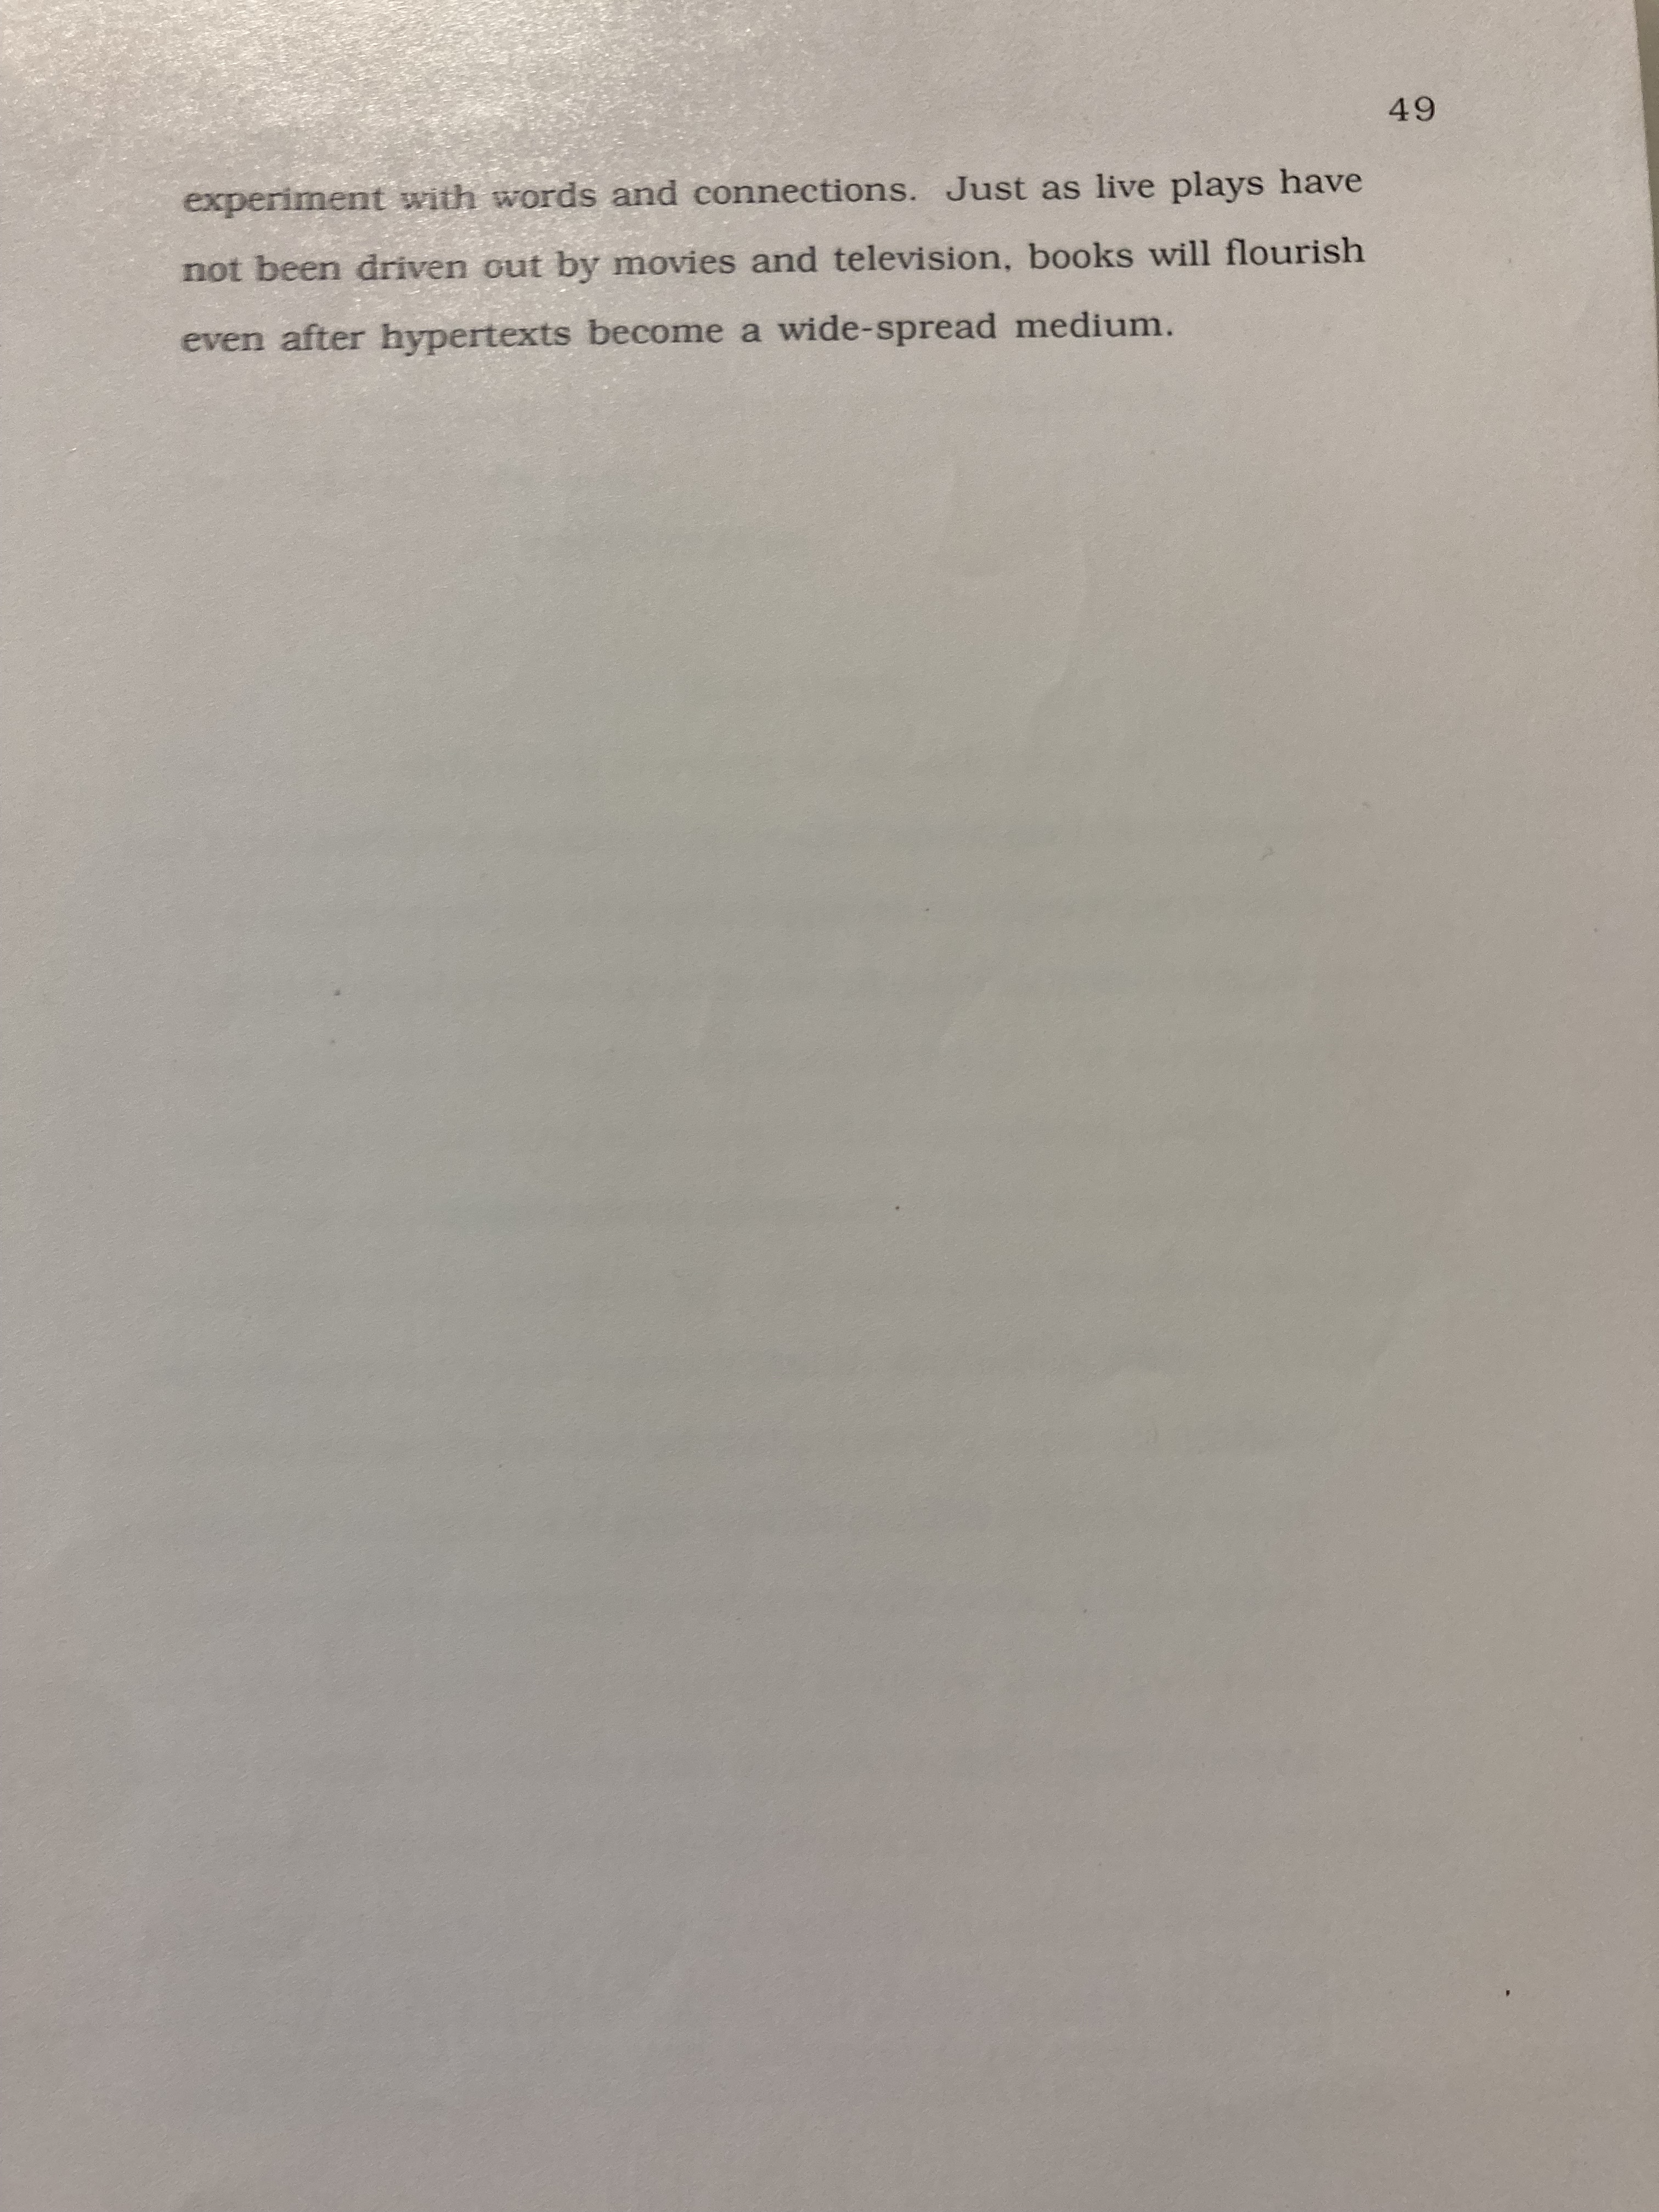 49
experiment with words and connections. Just as live plays have
not been driven out by movies and television, books will flourish
even after hypertexts become a wide-spread medium.